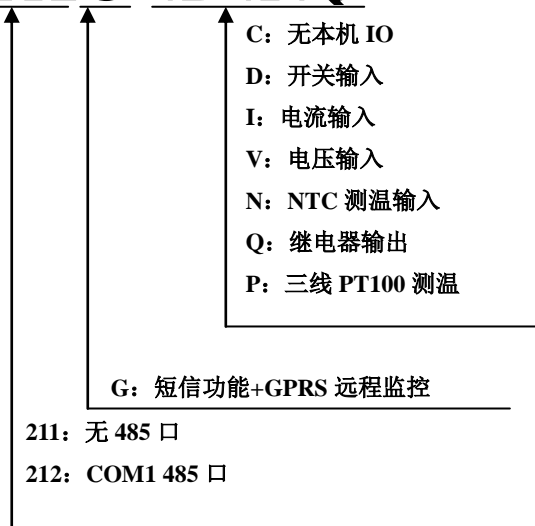 C：无本机 IO
D：开关输入
I：电流输入
V：电压输入
N：NTC 测温输入
Q：继电器输出
P：三线 PT100 测温
G：短信功能+GPRS 远程监控
211：无 485 口
212：COM1 485 口